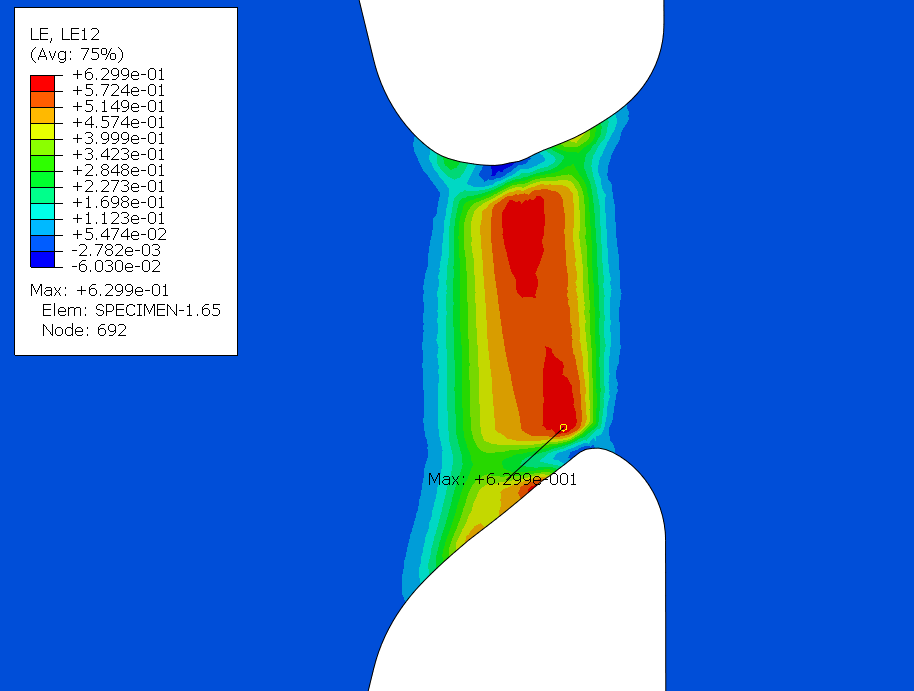 LE, LE12
(Avg: 75%)
+6.299e-01
+5.724e-01
+5.149e-01
+4.574e-01
+3.999e-01
+3.423e-01
+2.848e-01
+2.273e-01
+1.698e-01
+1.123e-01
+5.474e-02
-2.782e-03
-6.030e-02
Max: +6.299e-01
Elem: SPECIMEN-1.65
Node: 692
Max: +6.299e-001